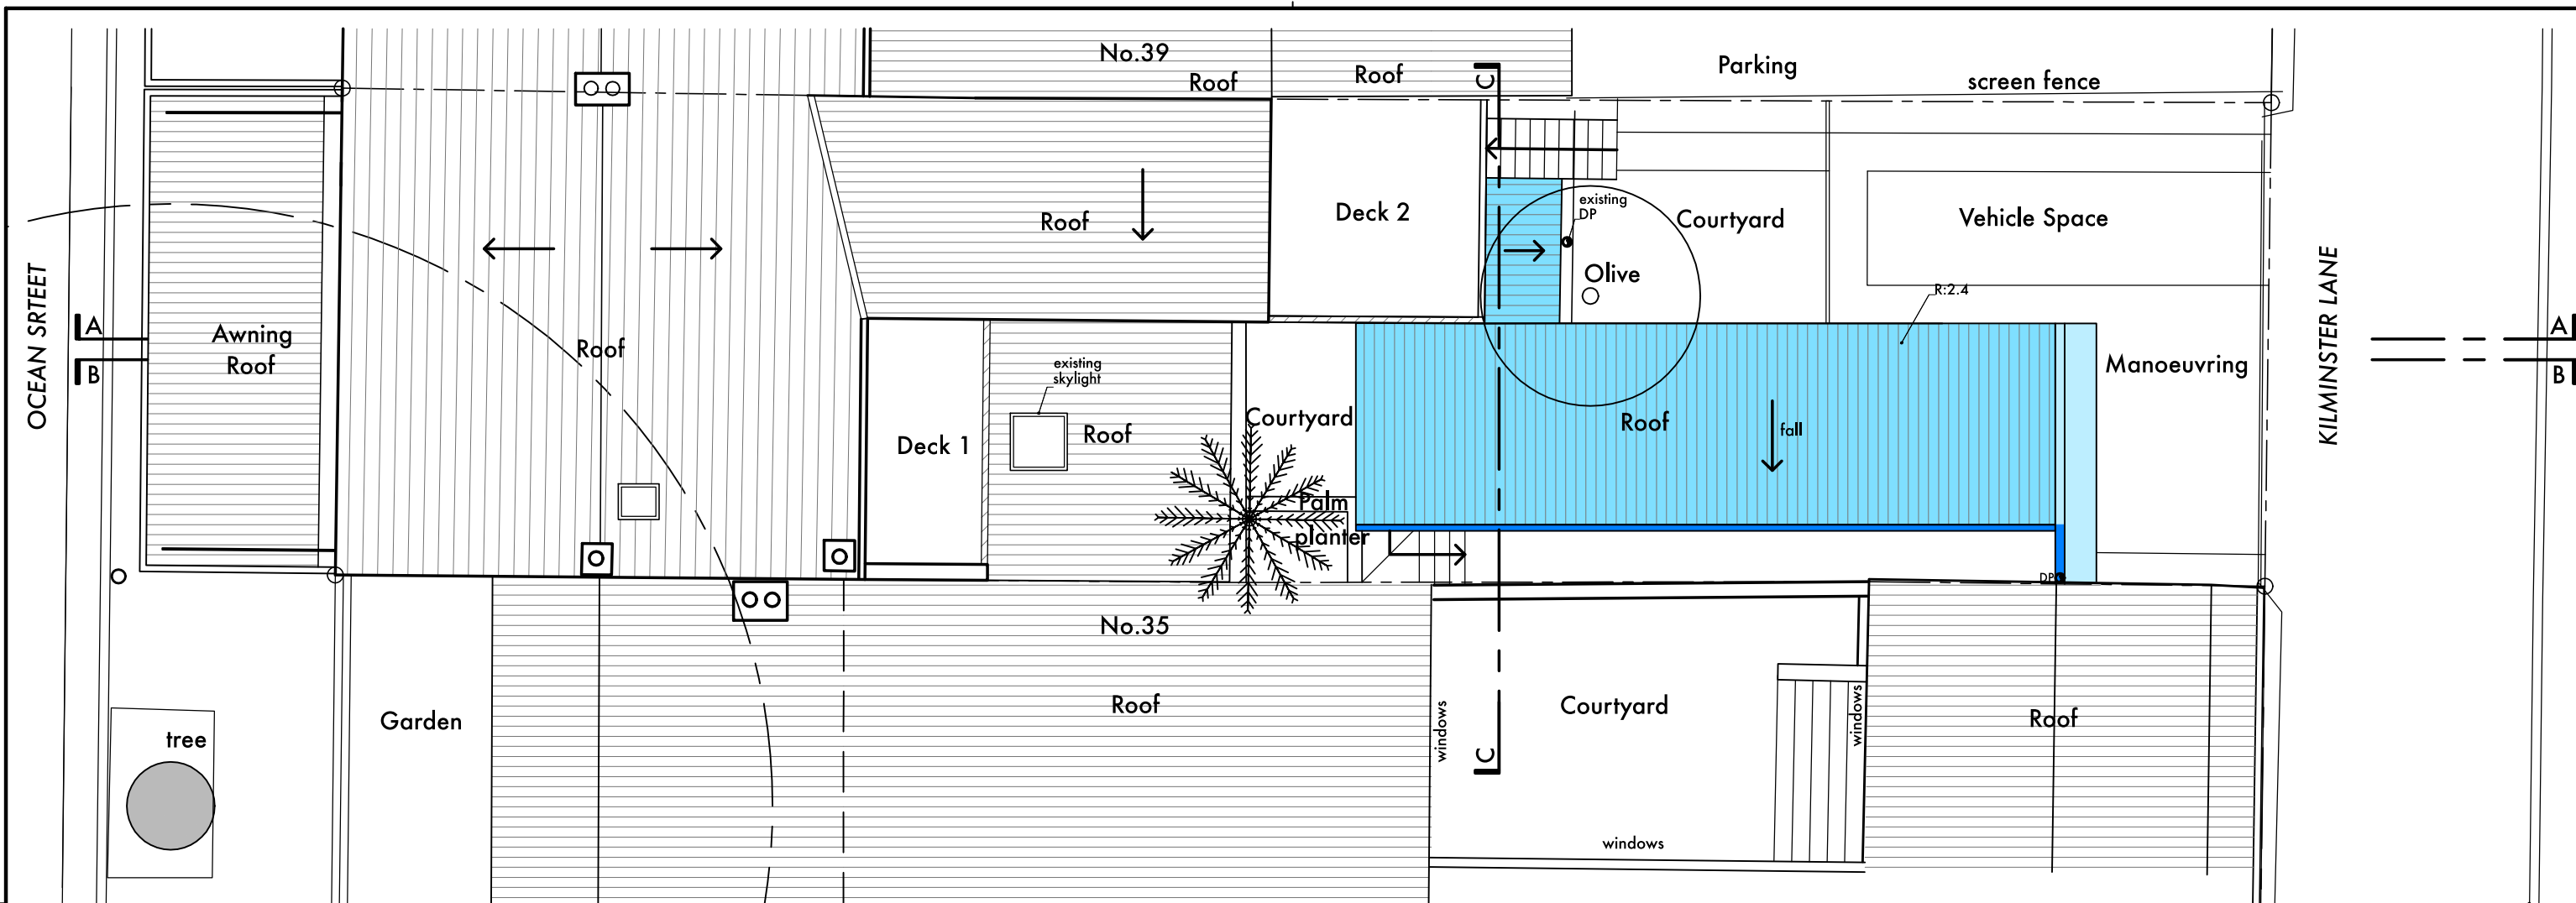 No.39
Roof
Roof
Parking
screen fence
C
existing
DP
Deck 2
Courtyard
Vehicle Space
Roof
Olive
OCEAN SRTEET
KILMINSTER LANE
R:2.4
A
B
Awning
Roof
Roof
existing
skylight
Deck 1
Roof
Courtyard
Roof
fall
Manoeuvring
A
B
Palm
planter
DP
No.35
Garden
Roof
tree
windows
C
Courtyard
windows
windows
Roof